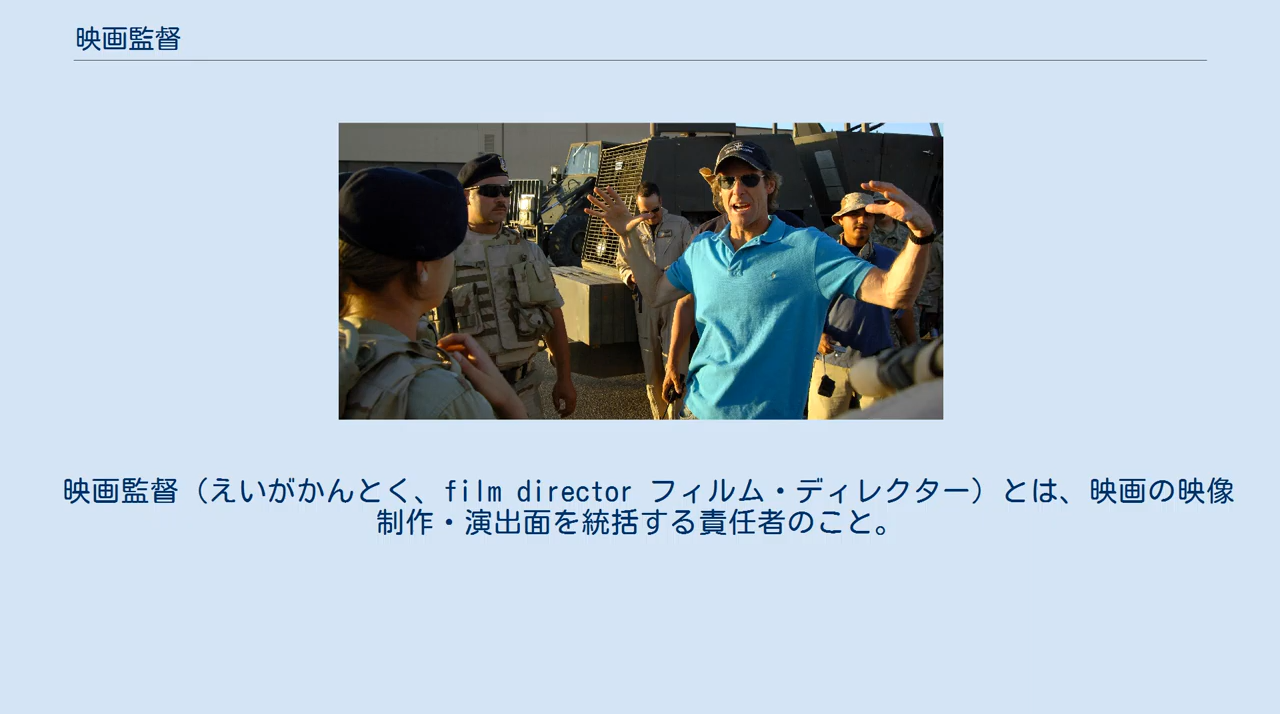 映画監督
映画監督（えいがかんとく、film director フィルム・ディレクター）とは、映画の映像
制作・演出面を統括する責任者のこと。